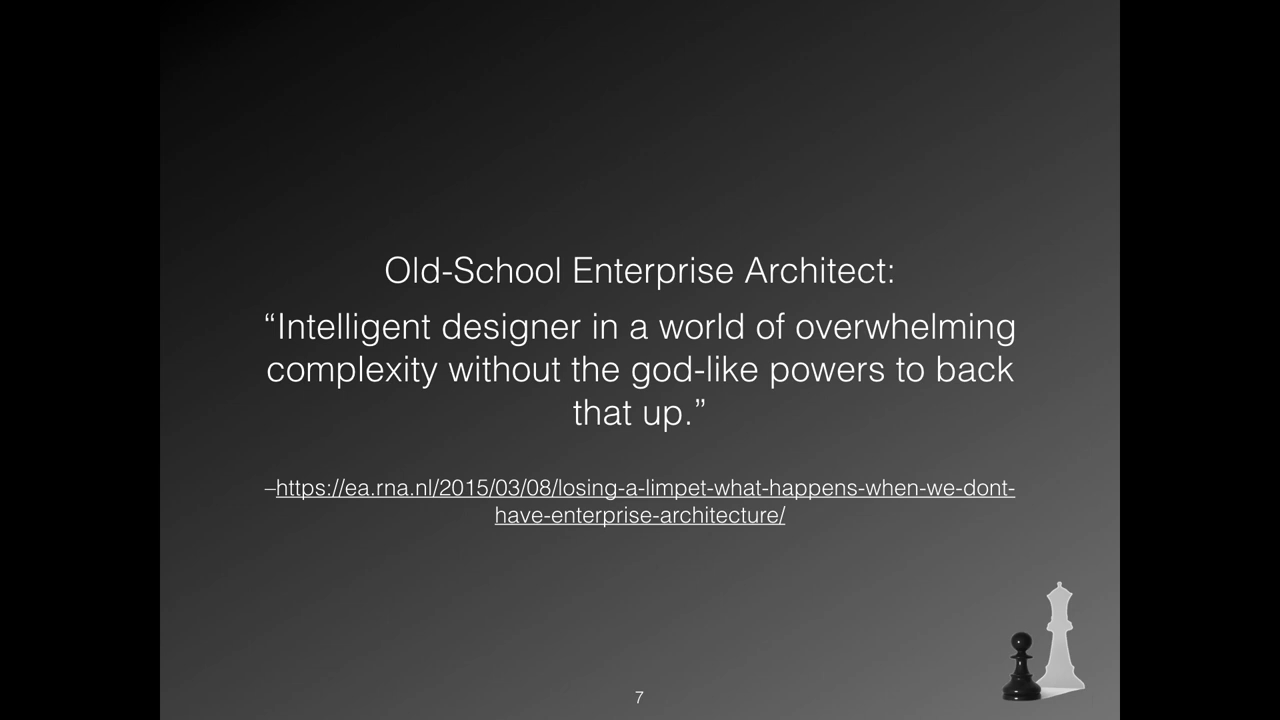 Old-School Enterprise Architect:
“Intelligent designer in a world of overwhelming
complexity without the god-like powers to back
that up.”
–https://ea.rna.nl/2015/03/08/losing-a-limpet-what-happens-when-we-dont-
have-enterprise-architecture/
7